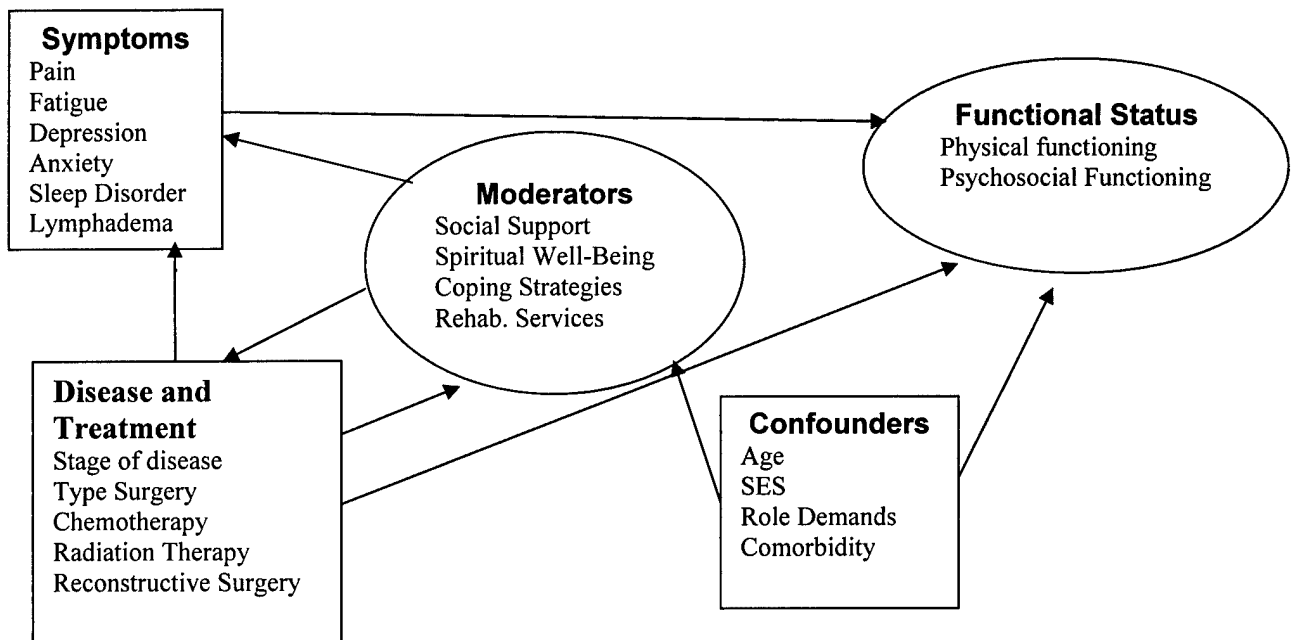 Symptoms
Pain
Fatigue
Depression
Anxiety
Sleep Disorder
Lymphadema
Functional Status
Physical functioning
Psychosocial Functioning
Moderators
Social Support
Spiritual Well-Being
Coping Strategies
Rehab. Services
Disease and
Treatment
Stage of disease
Type Surgery
Chemotherapy
Radiation Therapy
Reconstructive Surgery
Confounders
Age
SES
Role Demands
Comorbidity